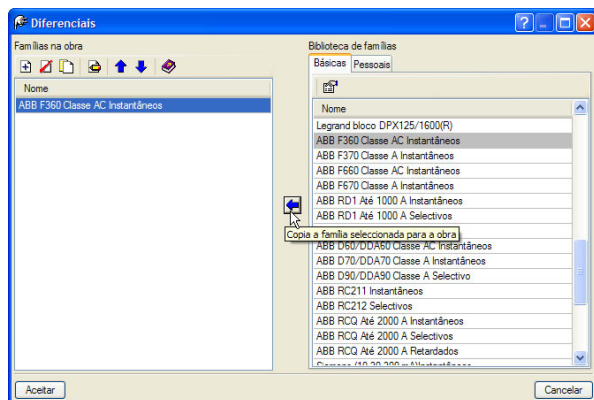 Diferenciais
Famílias na obra
Nome
ABB F360 Classe AC Instantâneos
Biblioteca de famílias
Básicas
Pessoais
Nome
Legrand bloco DPX125/1600(R)
ABB F360 Classe AC Instantâneos
ABB F370 Classe A Instantâneos
ABB F660 Classe AC Instantâneos
ABB F670 Classe A Instantâneos
ABB RD1 Até 1000 A Instantâneos
ABB RD1 Até 1000 A Selectivos
Copia a família seleccionada para a obra
ABB D60/DDA60 Classe AC Instantâneos
ABB D70/DDA70 Classe A Instantâneos
ABB D90/DDA90 Classe A Selectivo
ABB RC211 Instantâneos
ABB RC212 Selectivos
ABB RCQ Até 2000 A Instantâneos
ABB RCQ Até 2000 A Selectivos
ABB RCQ Até 2000 A Retardados
Aceitar
Cancelar